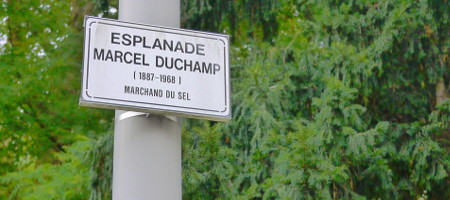 ESPLANADE
MARCEL DUCHAMP
(1887-1968)
MARCHAND DU SEL